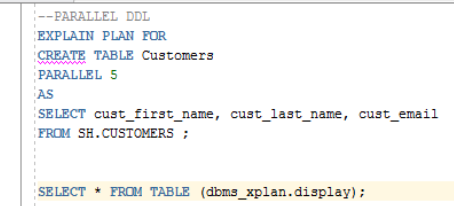 --PARALLEL DDL
EXPLAIN PLAN FOR
CREATE TABLE Customers
PARALLEL 5
AS
SELECT cust_first_name, cust_last_name, cust_email
FROM SH.CUSTOMERS ;
SELECT * FROM TABLE (dbms_xplan.display);